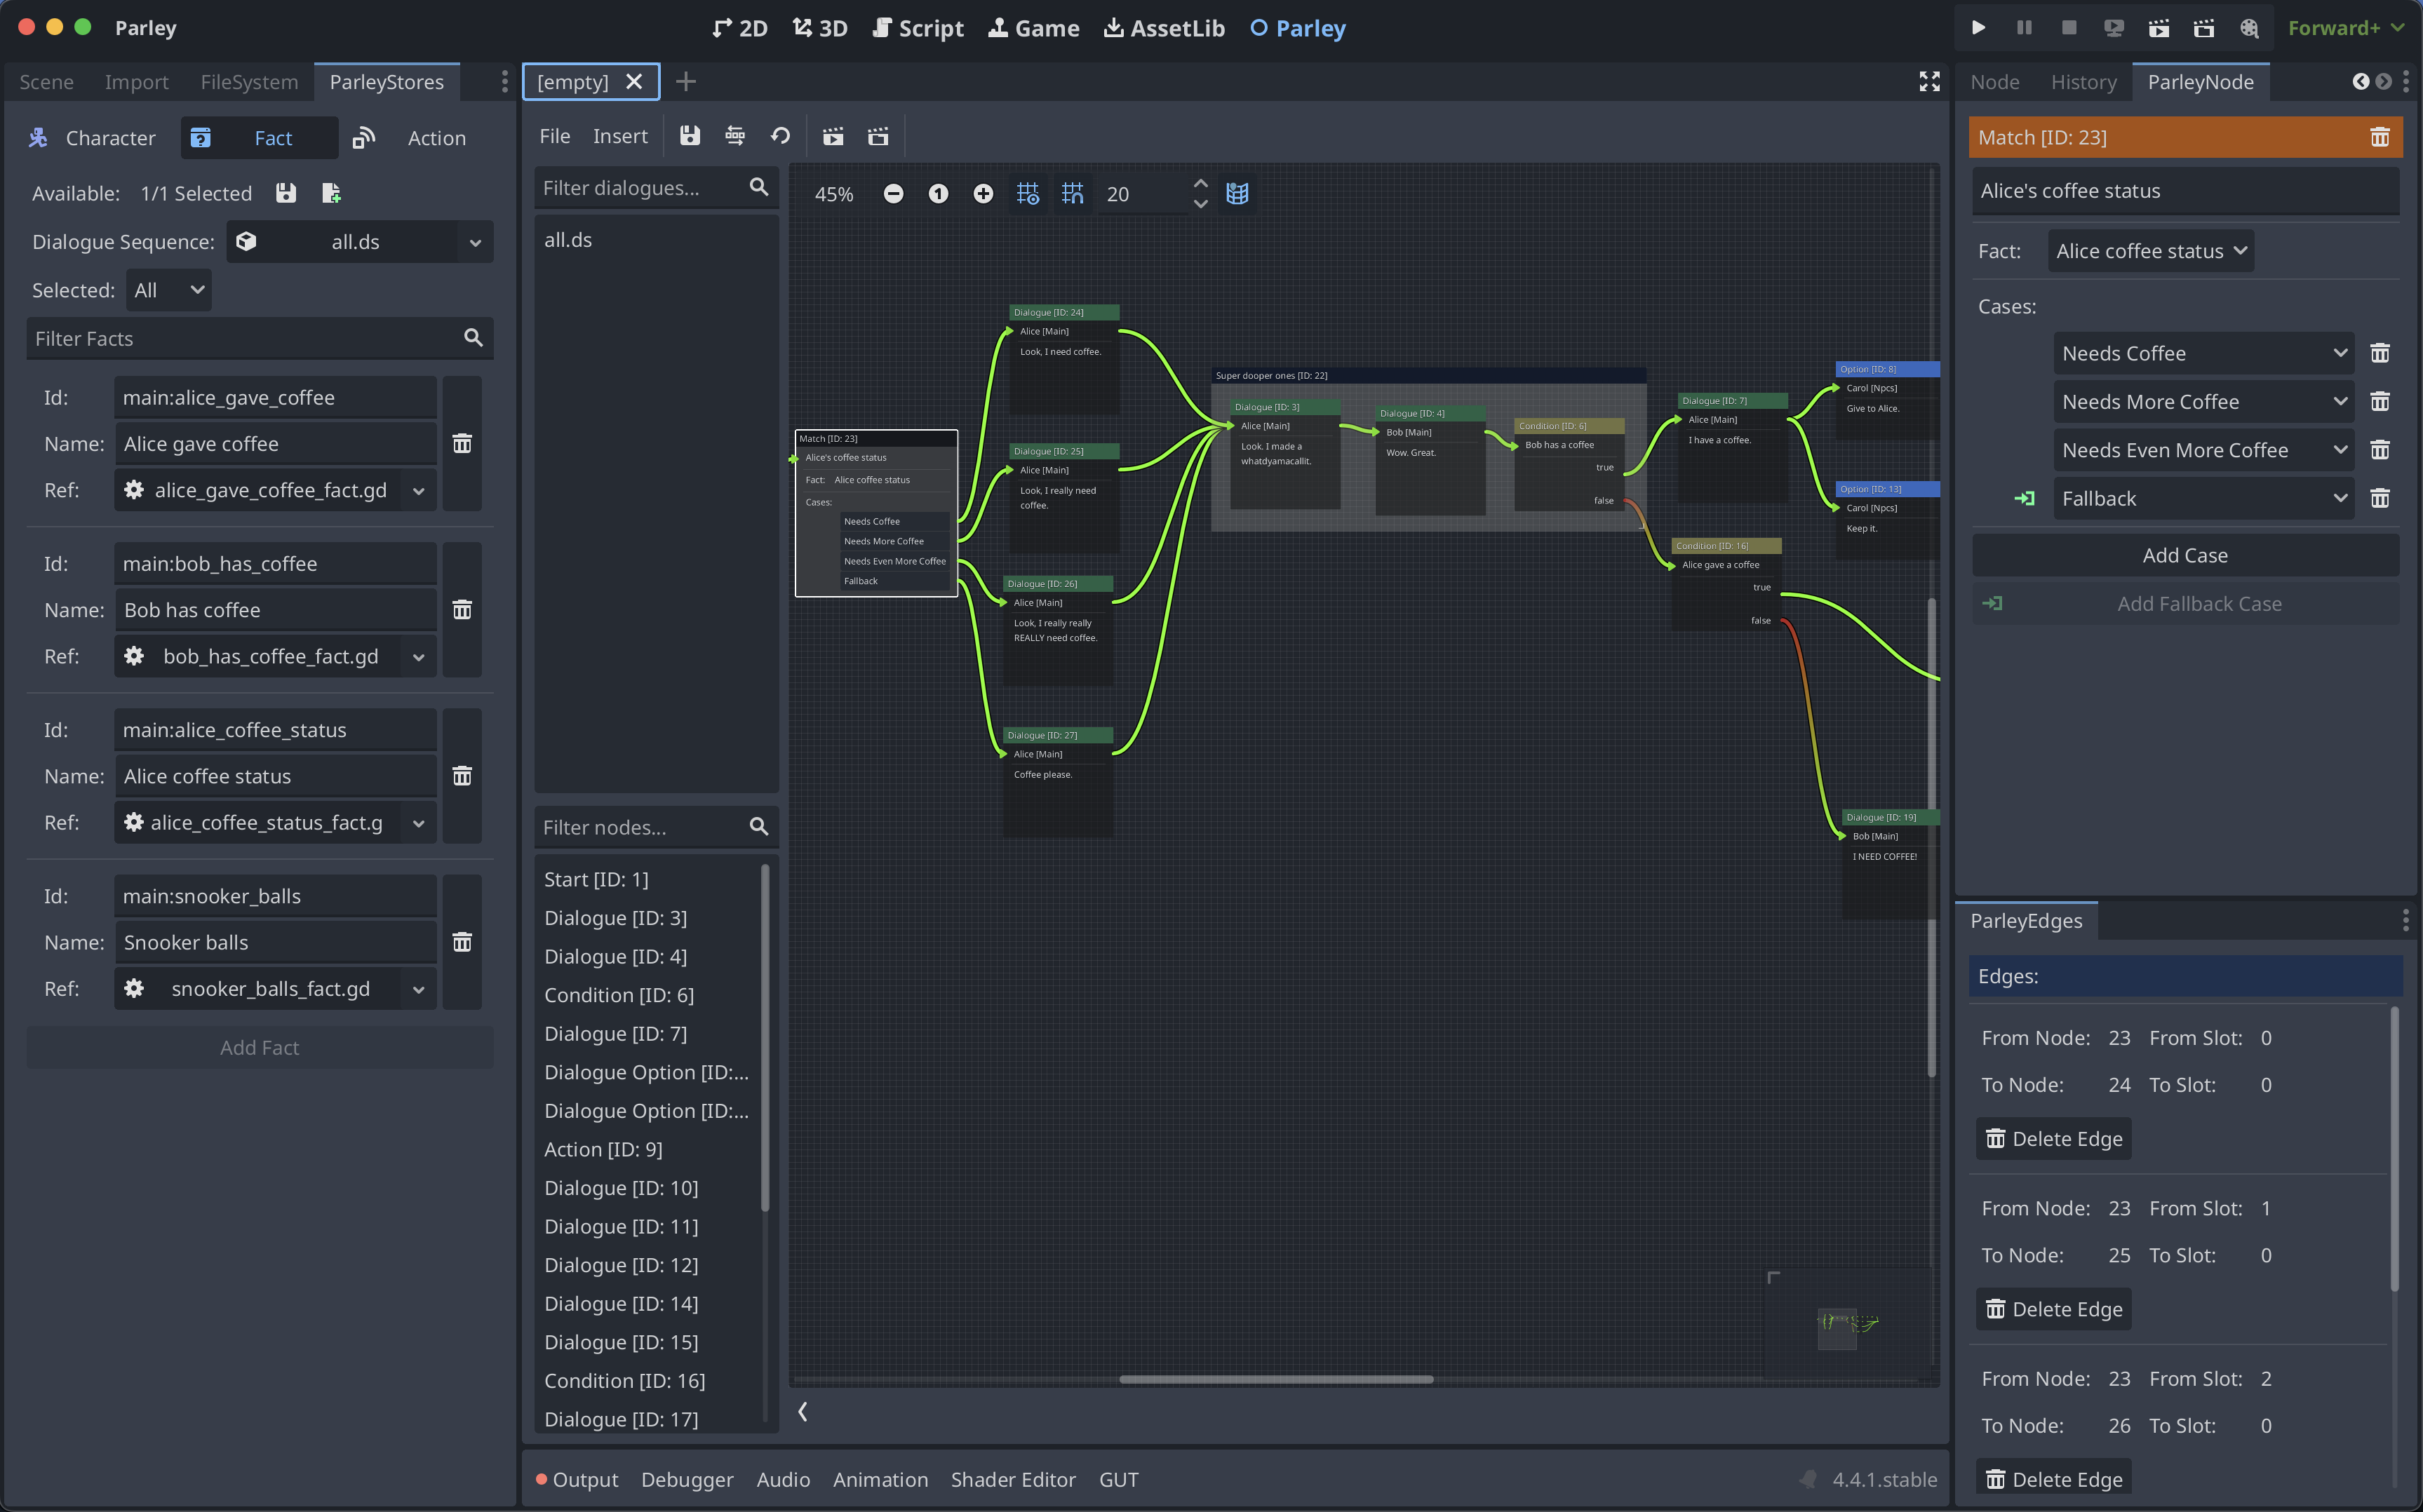 Parley
2D 3D Script Game AssetLib Parley
Forward+
Scene Import FileSystem ParleyStores
Character Fact Action
Available: 1/1 Selected
Dialogue Sequence: all.ds
Selected: All
Filter Facts
Id: main:alice_gave_coffee
Name: Alice gave coffee
Ref: alice_gave_coffee_fact.gd
Id: main:bob_has_coffee
Name: Bob has coffee
Ref: bob_has_coffee_fact.gd
Id: main:alice_coffee_status
Name: Alice coffee status
Ref: alice_coffee_status_fact.g
Id: main:snooker_balls
Name: Snooker balls
Ref: snooker_balls_fact.gd
Add Fact
[empty]
File Insert
Filter dialogues...
all.ds
Filter nodes...
Start [ID: 1]
Dialogue [ID: 3]
Dialogue [ID: 4]
Condition [ID: 6]
Dialogue [ID: 7]
Dialogue Option [ID:...
Dialogue Option [ID:...
Action [ID: 9]
Dialogue [ID: 10]
Dialogue [ID: 11]
Dialogue [ID: 12]
Dialogue [ID: 14]
Dialogue [ID: 15]
Condition [ID: 16]
Dialogue [ID: 17]
45% 1 20
Match [ID: 23]
Alice's coffee status
Fact: Alice coffee status
Cases:
Needs Coffee
Needs More Coffee
Needs Even More Coffee
Fallback
Dialogue [ID: 24]
Alice [Main]
Look, I need coffee.
Dialogue [ID: 25]
Alice [Main]
Look, I really need
coffee.
Dialogue [ID: 26]
Alice [Main]
Look, I really really
REALLY need coffee.
Dialogue [ID: 27]
Alice [Main]
Coffee please.
Super dooper ones [ID: 22]
Dialogue [ID: 3]
Alice [Main]
Look. I made a
whatdyamacallit.
Dialogue [ID: 4]
Bob [Main]
Wow. Great.
Condition [ID: 6]
Bob has a coffee
true
false
Dialogue [ID: 7]
Alice [Main]
I have a coffee.
Option [ID: 8]
Carol [Npcs]
Give to Alice.
Option [ID: 13]
Carol [Npcs]
Keep it.
Condition [ID: 16]
Alice gave a coffee
true
false
Dialogue [ID: 19]
Bob [Main]
I NEED COFFEE!
Output Debugger Audio Animation Shader Editor GUT
4.4.1.stable
Node History ParleyNode
Match [ID: 23]
Alice's coffee status
Fact: Alice coffee status
Cases:
Needs Coffee
Needs More Coffee
Needs Even More Coffee
Fallback
Add Case
Add Fallback Case
ParleyEdges
Edges:
From Node: 23 From Slot: 0
To Node: 24 To Slot: 0
Delete Edge
From Node: 23 From Slot: 1
To Node: 25 To Slot: 0
Delete Edge
From Node: 23 From Slot: 2
To Node: 26 To Slot: 0
Delete Edge